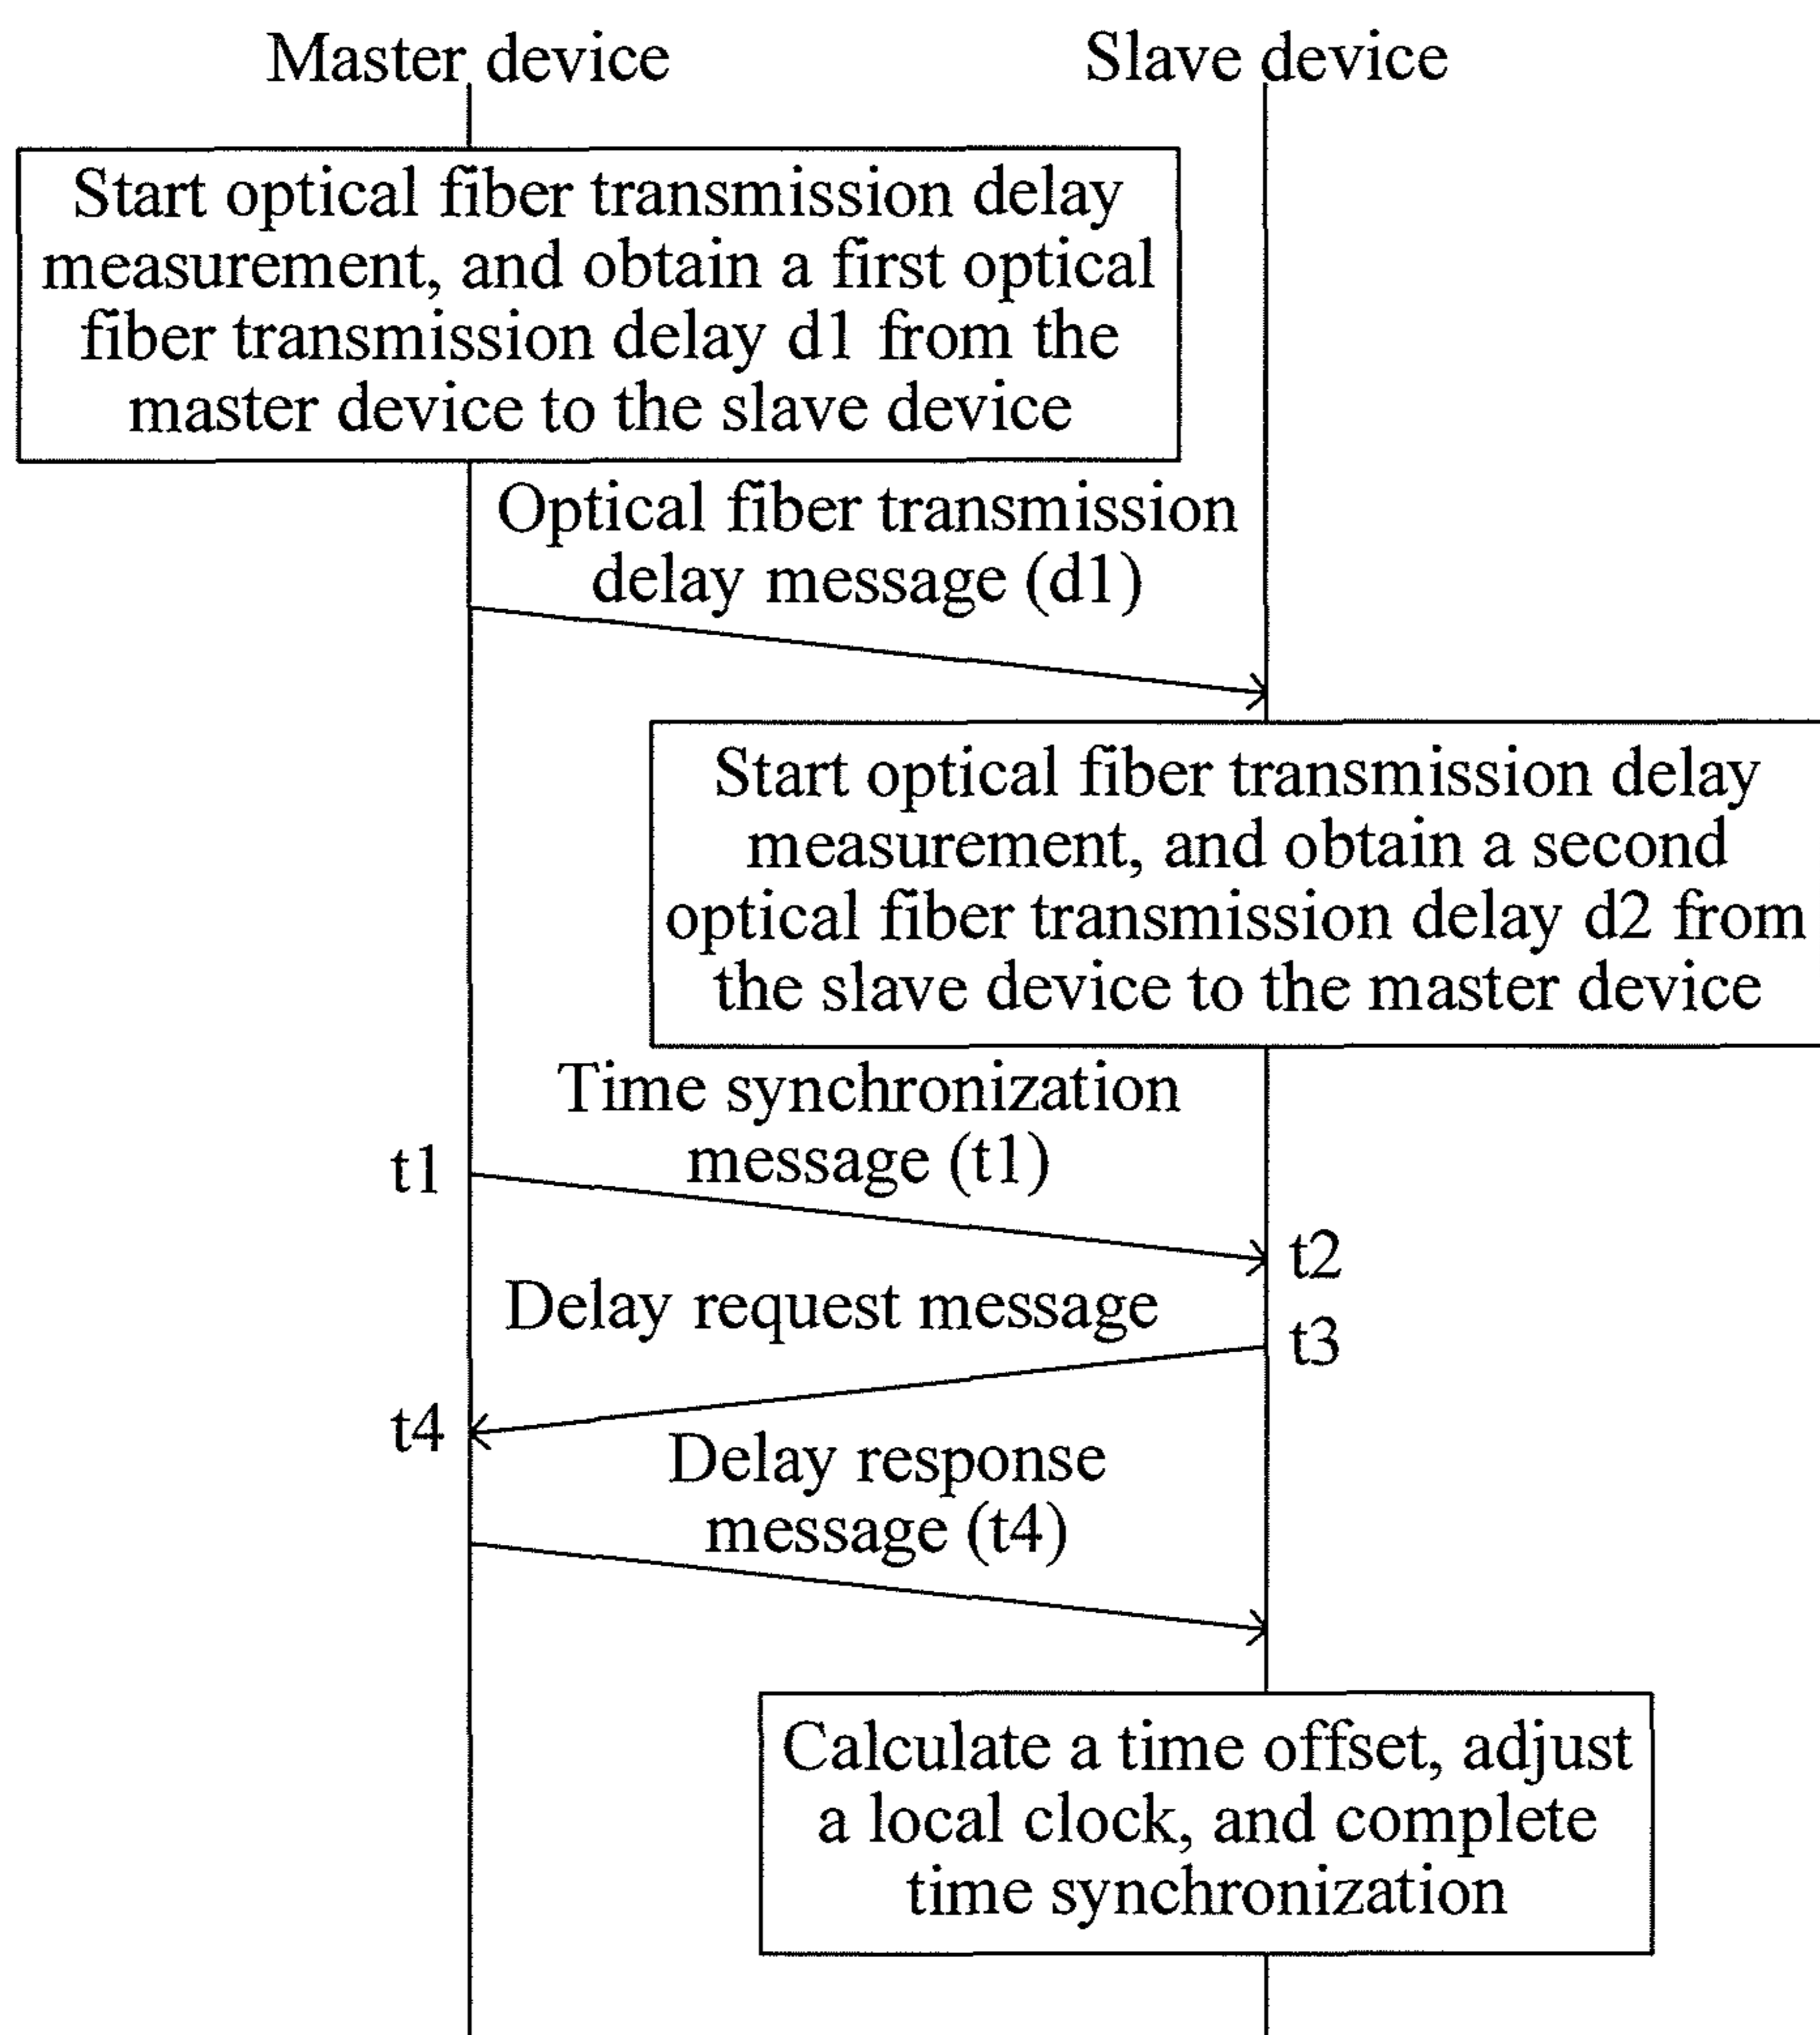 Master device
Slave device
Start optical fiber transmission delay
measurement, and obtain a first optical
fiber transmission delay d1 from the
master device to the slave device
Optical fiber transmission
delay message (d1)
Start optical fiber transmission delay
measurement, and obtain a second
optical fiber transmission delay d2 from
the slave device to the master device
Time synchronization
message (t1)
t1
t2
Delay request message
t3
t4
Delay response
message (t4)
Calculate a time offset, adjust
a local clock, and complete
time synchronization